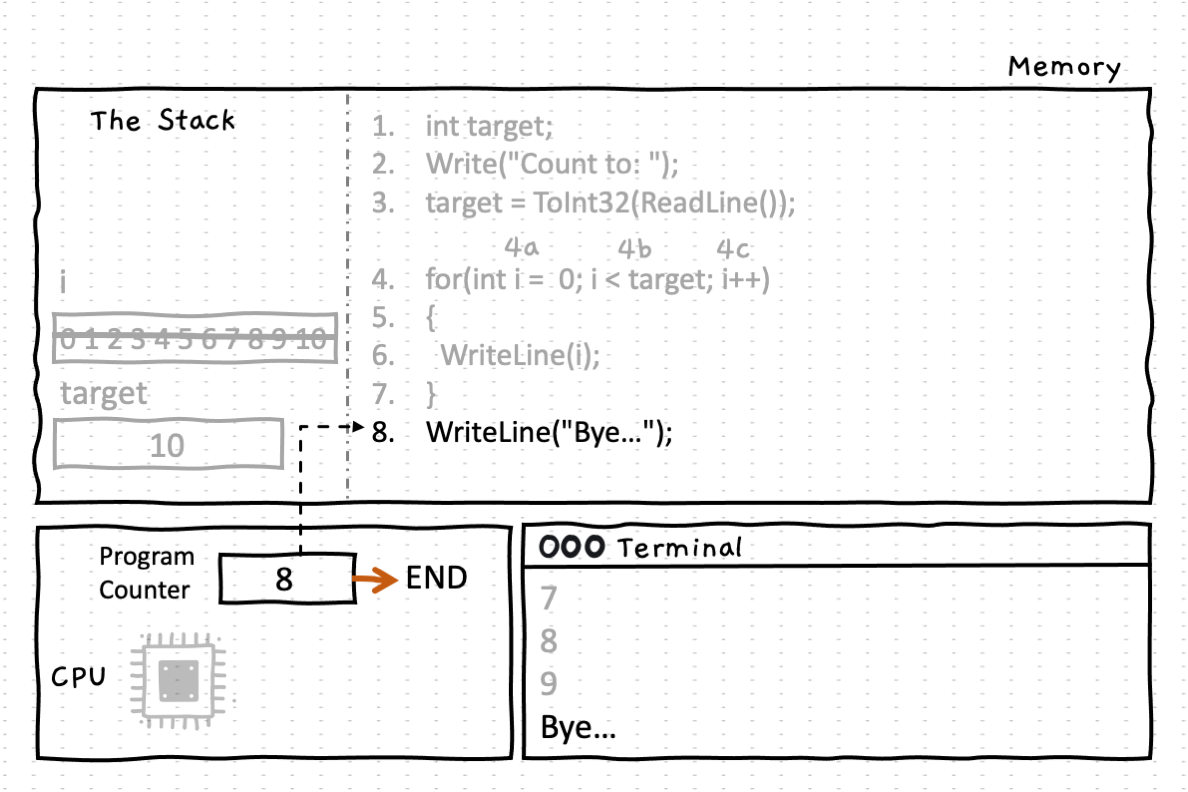 Memory
The Stack
1. int target;
2. Write("Count to: ");
3. target = ToInt32(ReadLine());
4a 4b 4c
i
4. for(int i = 0; i < target; i++)
5. {
0 1 2 3 4 5 6 7 8 9 10
6. WriteLine(i);
target
7. }
8. WriteLine("Bye...");
10
Program
Counter
8
END
CPU
Terminal
7
8
9
Bye...